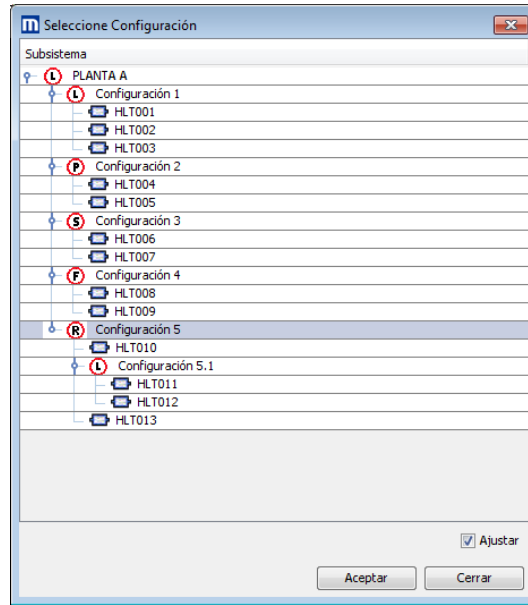 m Seleccione Configuración
Subsistema
L PLANTA A
L Configuración 1
HLT001
HLT002
HLT003
P Configuración 2
HLT004
HLT005
S Configuración 3
HLT006
HLT007
F Configuración 4
HLT008
HLT009
R Configuración 5
HLT010
L Configuración 5.1
HLT011
HLT012
HLT013
Ajustar
Aceptar Cerrar